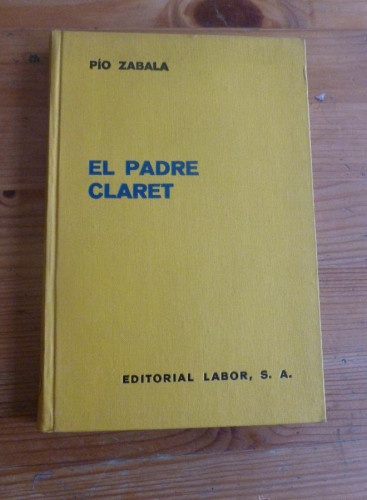 PÍO ZABALA
EL PADRE
CLARET
EDITORIAL LABOR, S. A.